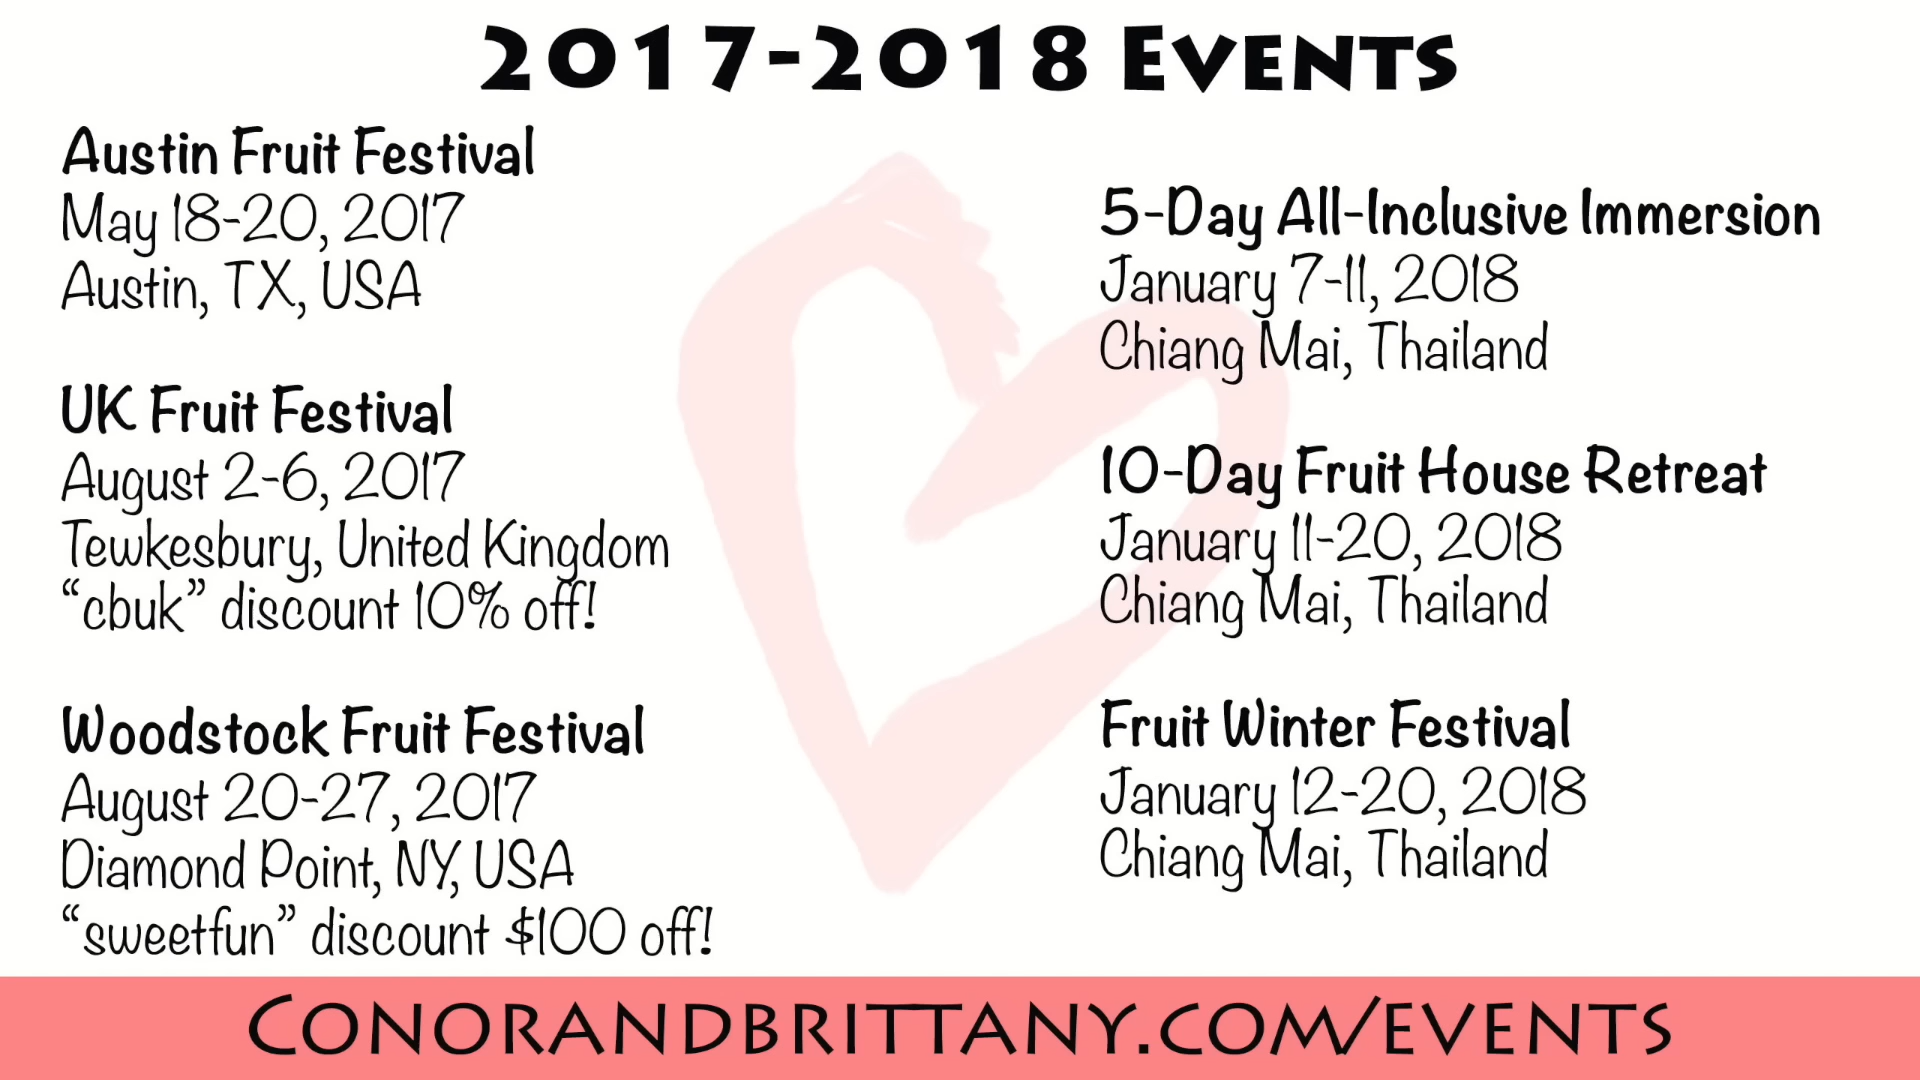 2017-2018 Events
Austin Fruit Festival
May 18-20, 2017
Austin, TX, USA
UK Fruit Festival
August 2-6, 2017
Tewkesbury, United Kingdom
“cbuk” discount 10% off!
Woodstock Fruit Festival
August 20-27, 2017
Diamond Point, NY, USA
“sweetfun” discount $100 off!
5-Day All-Inclusive Immersion
January 7-11, 2018
Chiang Mai, Thailand
10-Day Fruit House Retreat
January 11-20, 2018
Chiang Mai, Thailand
Fruit Winter Festival
January 12-20, 2018
Chiang Mai, Thailand
Conorandbrittany.com/events